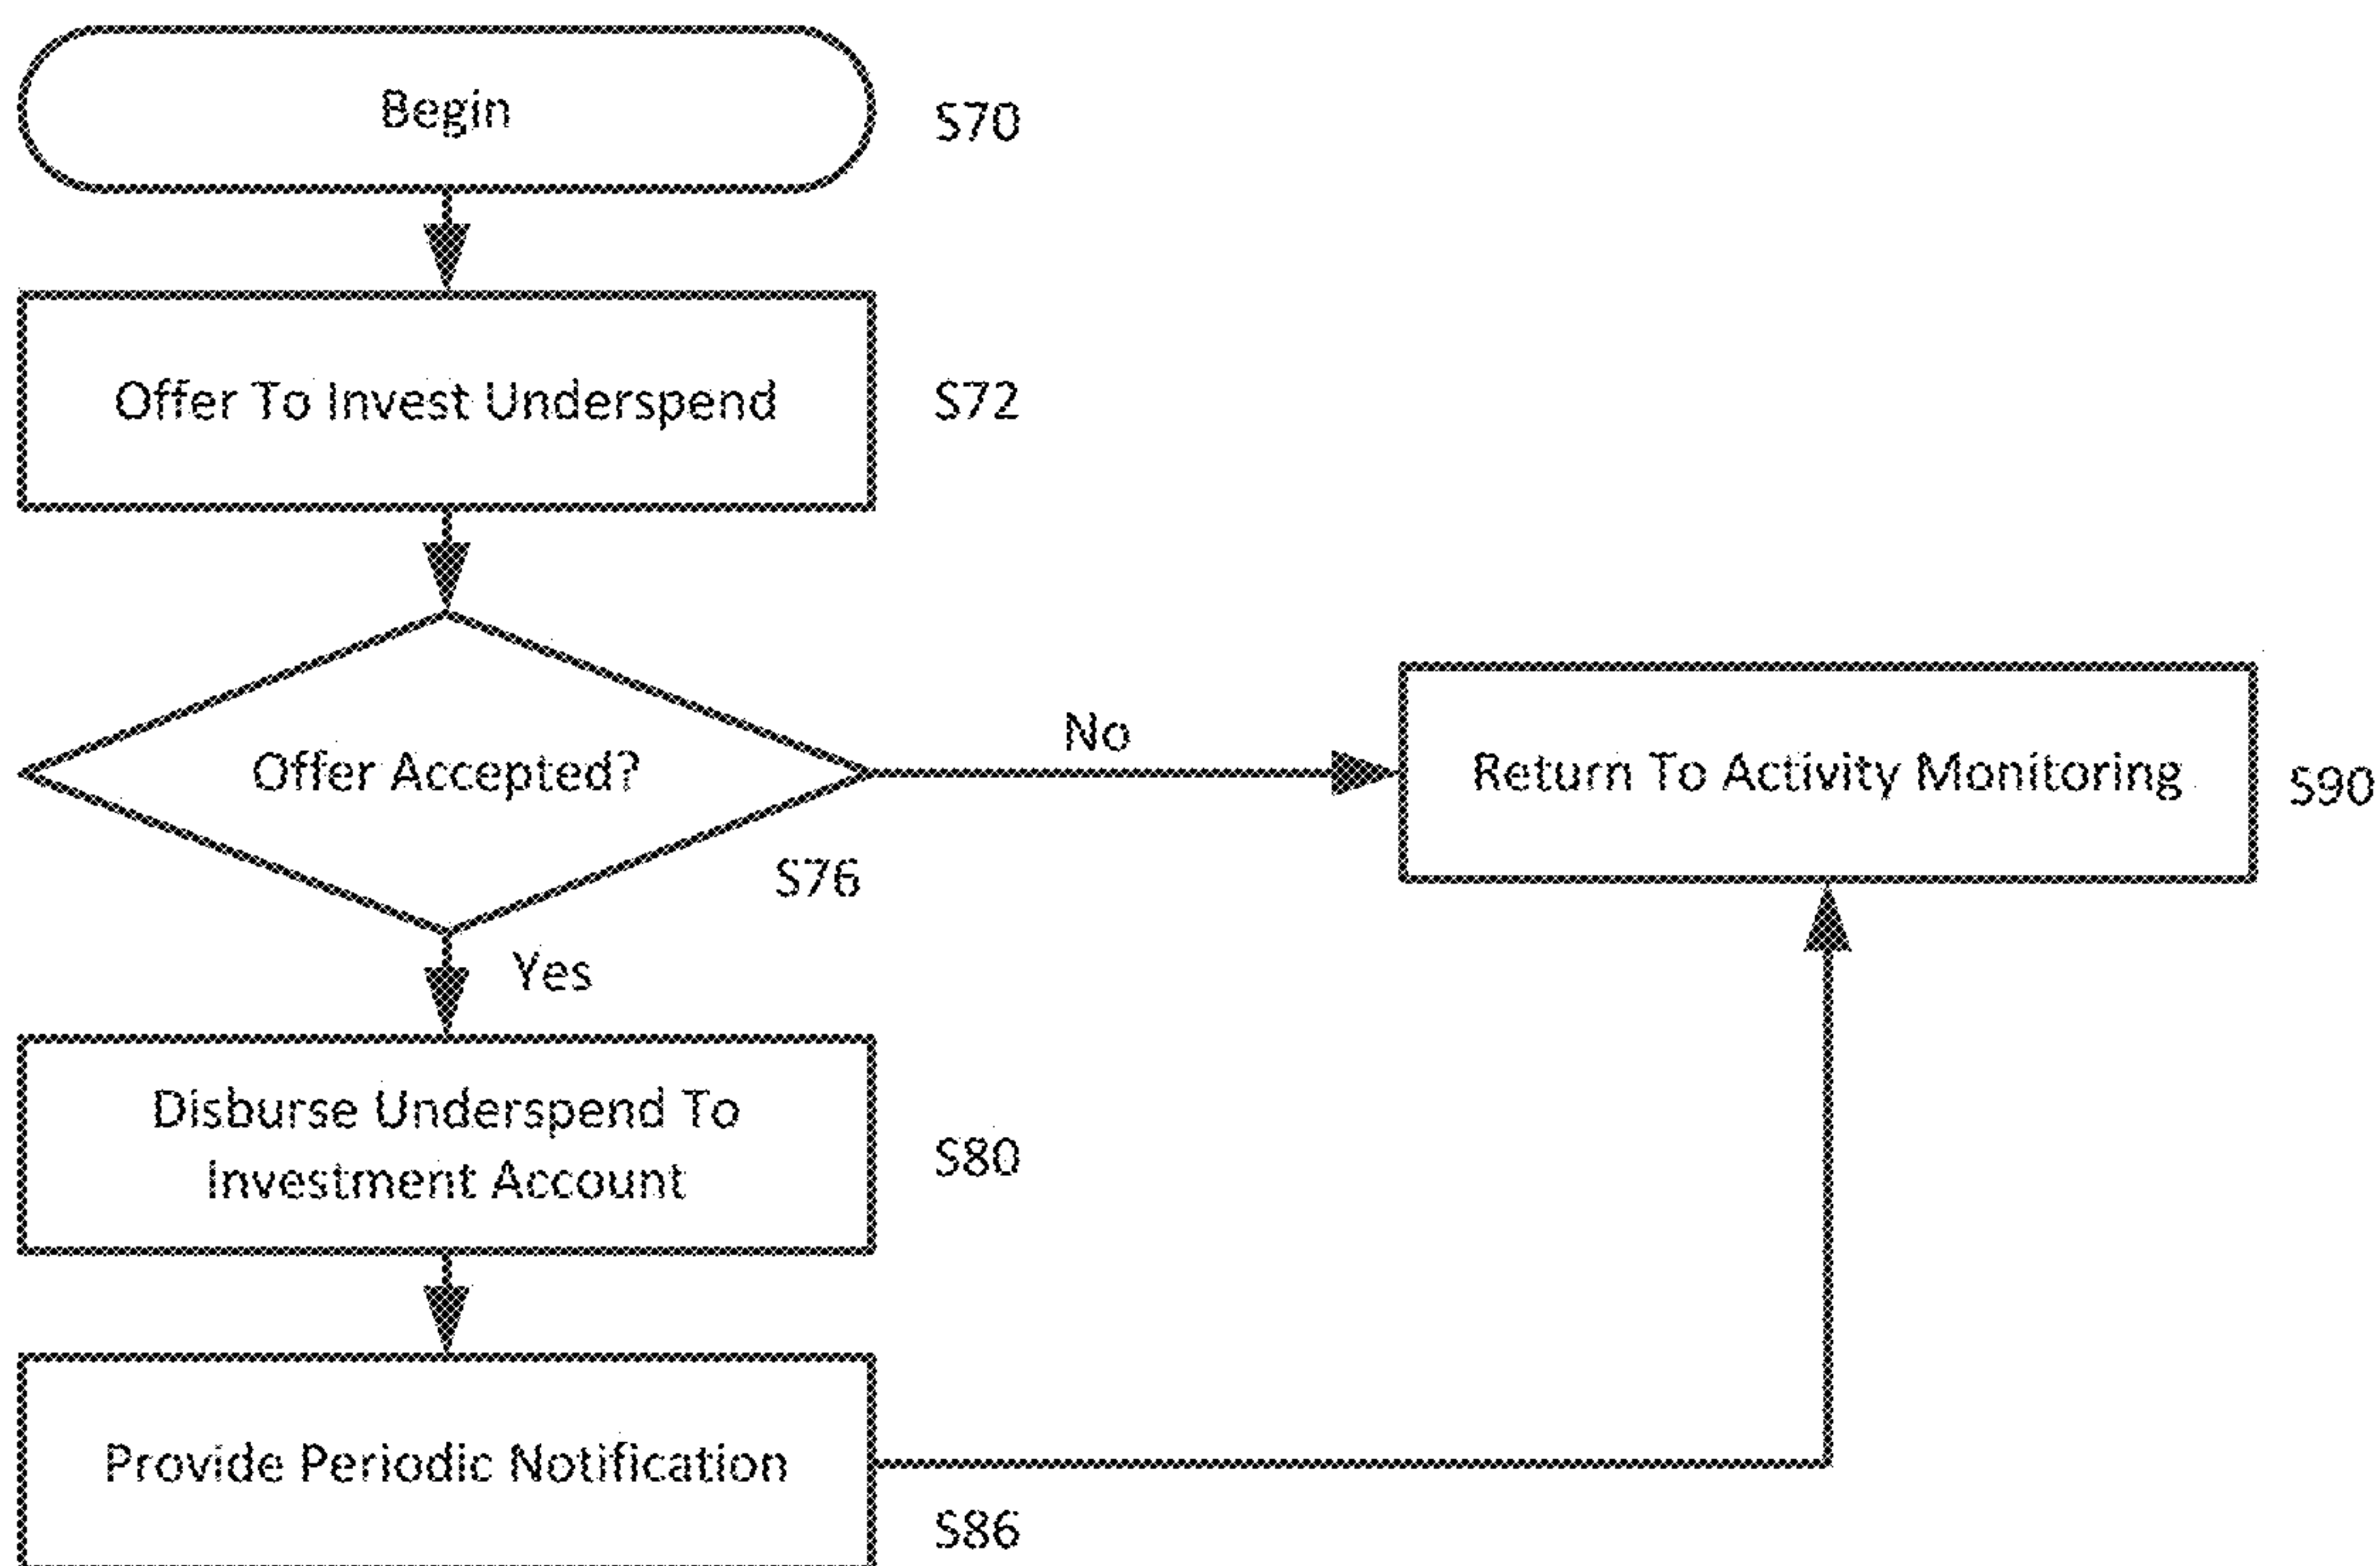 Begin
S70
Offer To Invest Underspend
S72
Offer Accepted?
No
Return To Activity Monitoring
S90
S76
Yes
Disburse Underspend To
Investment Account
S80
Provide Periodic Notification
S86